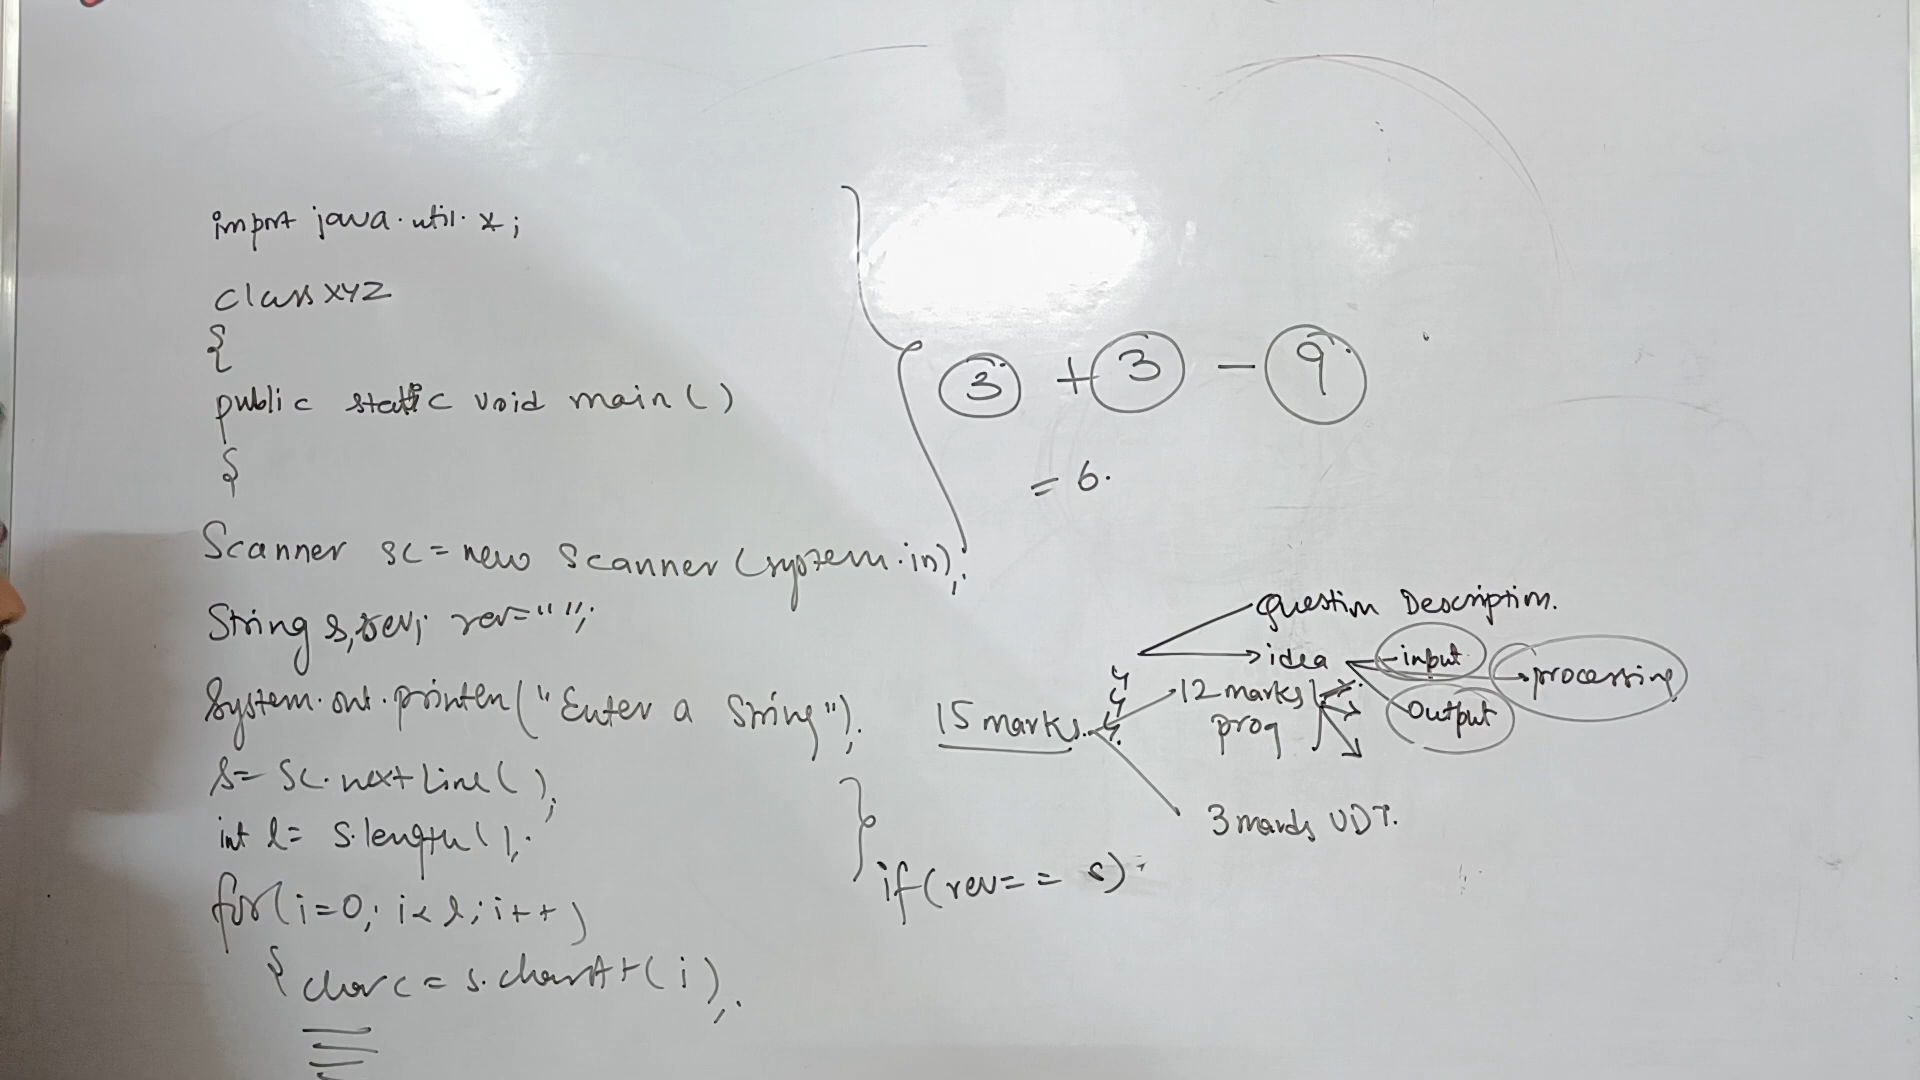 import java.util.*;
class XYZ
{
public static void main()
{
Scanner sc = new Scanner (system.in);
String s, rev; rev="";
System.out.println("Enter a String");
s= sc.nextLine();
int l= s.length();
for(i=0; i<l; i++)
{ char c = s.charAt(i);
3 + 3 - 9
= 6.
Question Description.
idea input processing
output
15 marks
12 marks
prog
3 marks UDT.
if(rev== s)